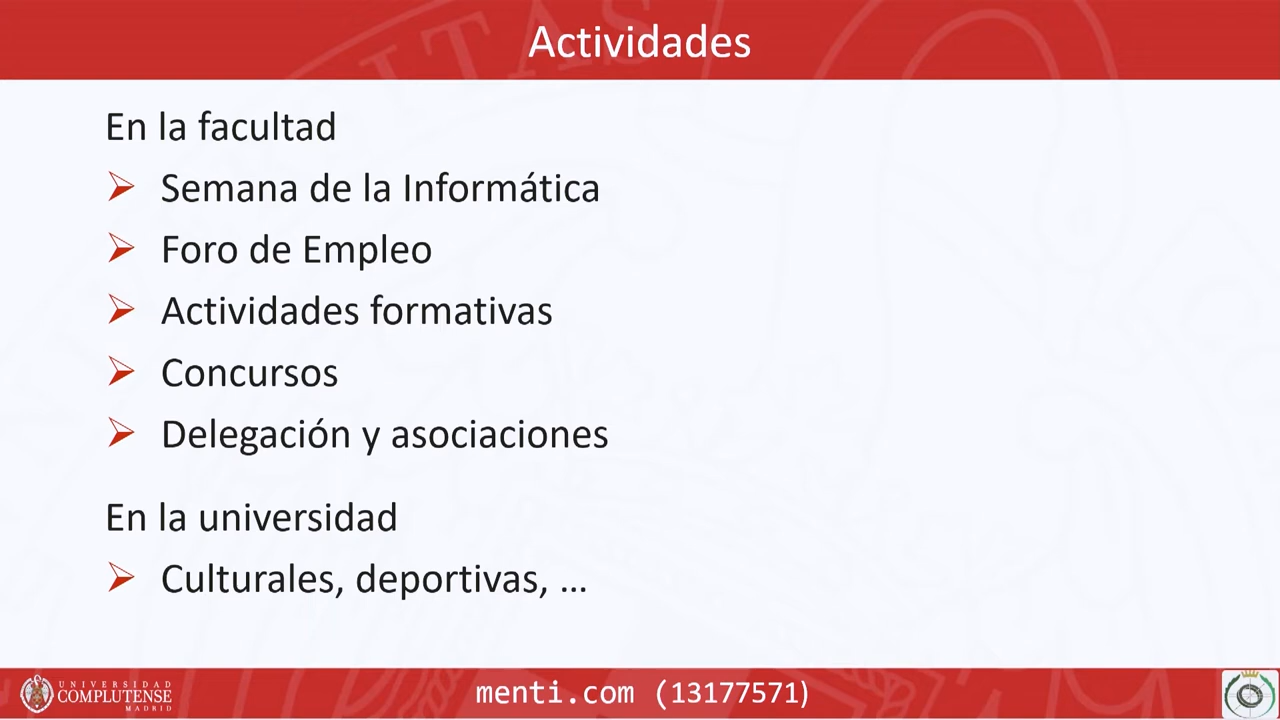 Actividades
En la facultad
Semana de la Informática
Foro de Empleo
Actividades formativas
Concursos
Delegación y asociaciones
En la universidad
Culturales, deportivas, ...
UNIVERSIDAD
COMPLUTENSE
MADRID
menti.com (13177571)